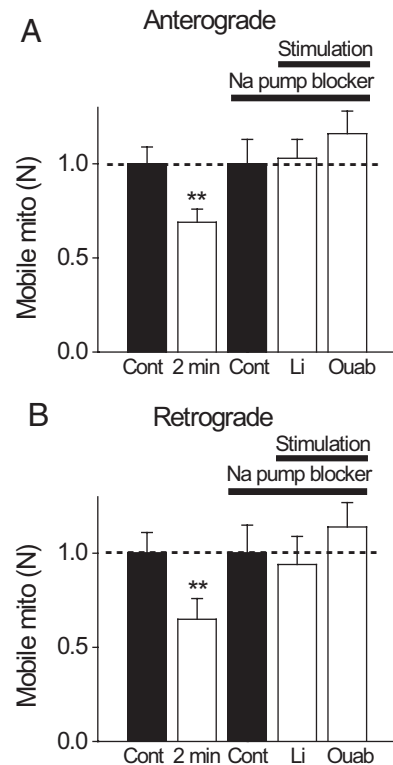 A
Anterograde
Stimulation
Na pump blocker
Mobile mito (N)
1.0
**
0.5
0.0
Cont 2 min Cont Li Ouab
B
Retrograde
Stimulation
Na pump blocker
Mobile mito (N)
1.0
**
0.5
0.0
Cont 2 min Cont Li Ouab